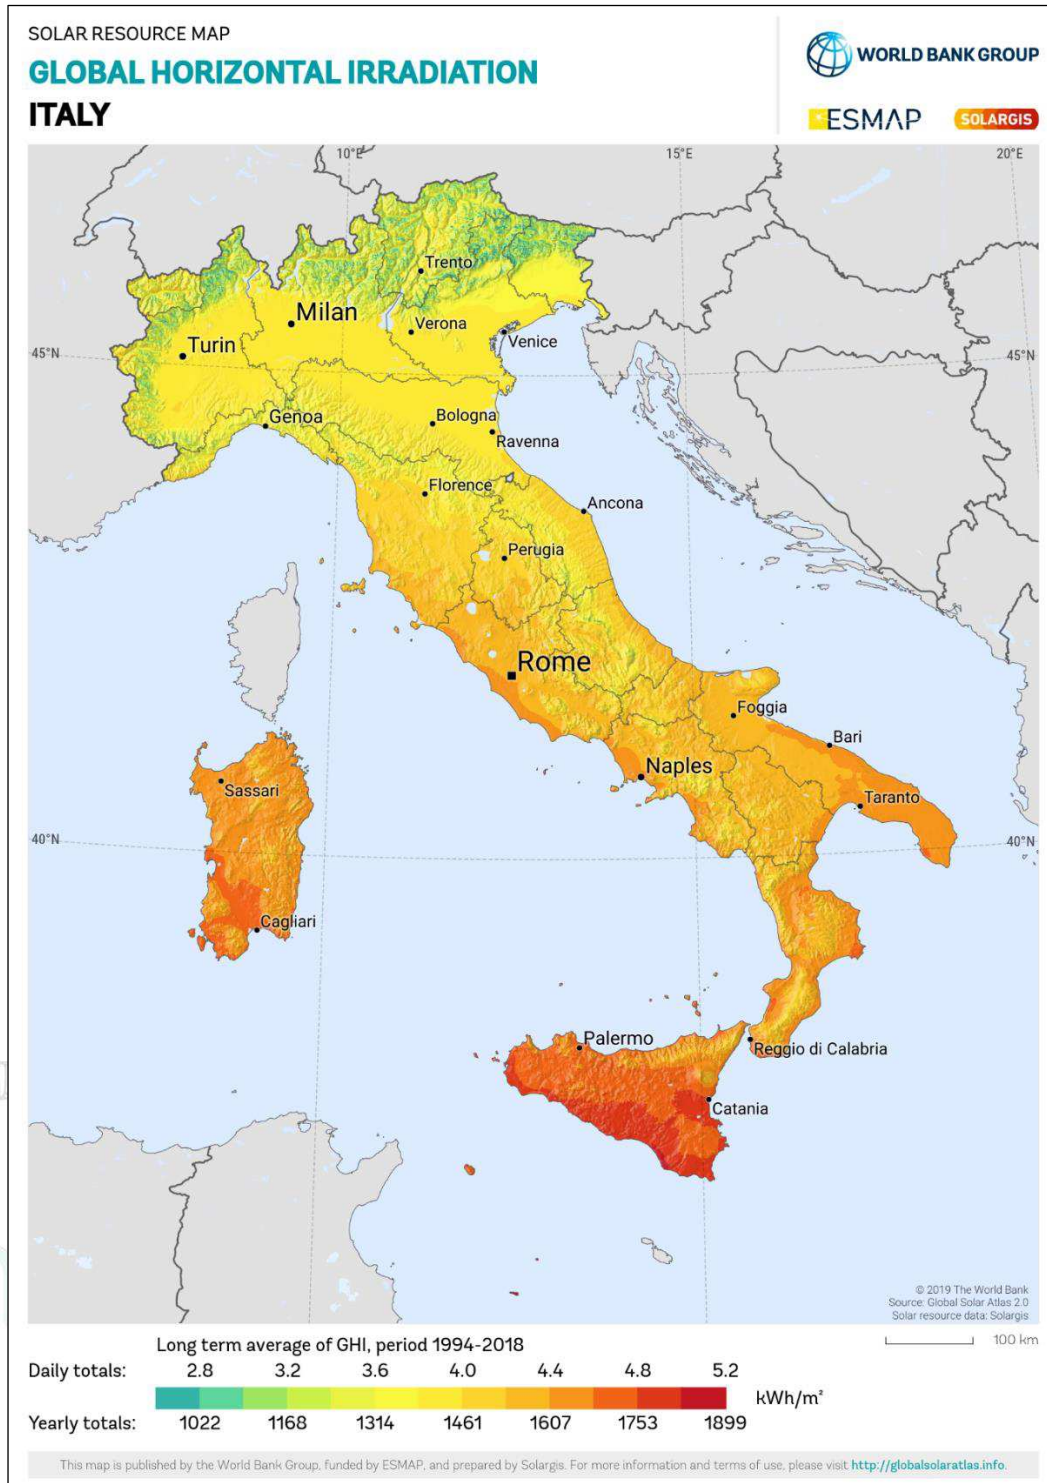 SOLAR RESOURCE MAP
GLOBAL HORIZONTAL IRRADIATION
ITALY
WORLD BANK GROUP
ESMAP
SOLARGIS
10°E
15°E
20°E
Trento
Milan
Verona
Venice
Turin
45°N
45°N
Genoa
Bologna
Ravenna
Florence
Ancona
Perugia
Rome
Foggia
Bari
Naples
Sassari
Taranto
40°N
40°N
Cagliari
Palermo
Reggio di Calabria
Catania
© 2019 The World Bank
Source: Global Solar Atlas 2.0
Solar resource data: Solargis
100 km
Long term average of GHI, period 1994-2018
Daily totals: 2.8 3.2 3.6 4.0 4.4 4.8 5.2
kWh/m²
Yearly totals: 1022 1168 1314 1461 1607 1753 1899
This map is published by the World Bank Group, funded by ESMAP, and prepared by Solargis. For more information and terms of use, please visit http://globalsolaratlas.info.